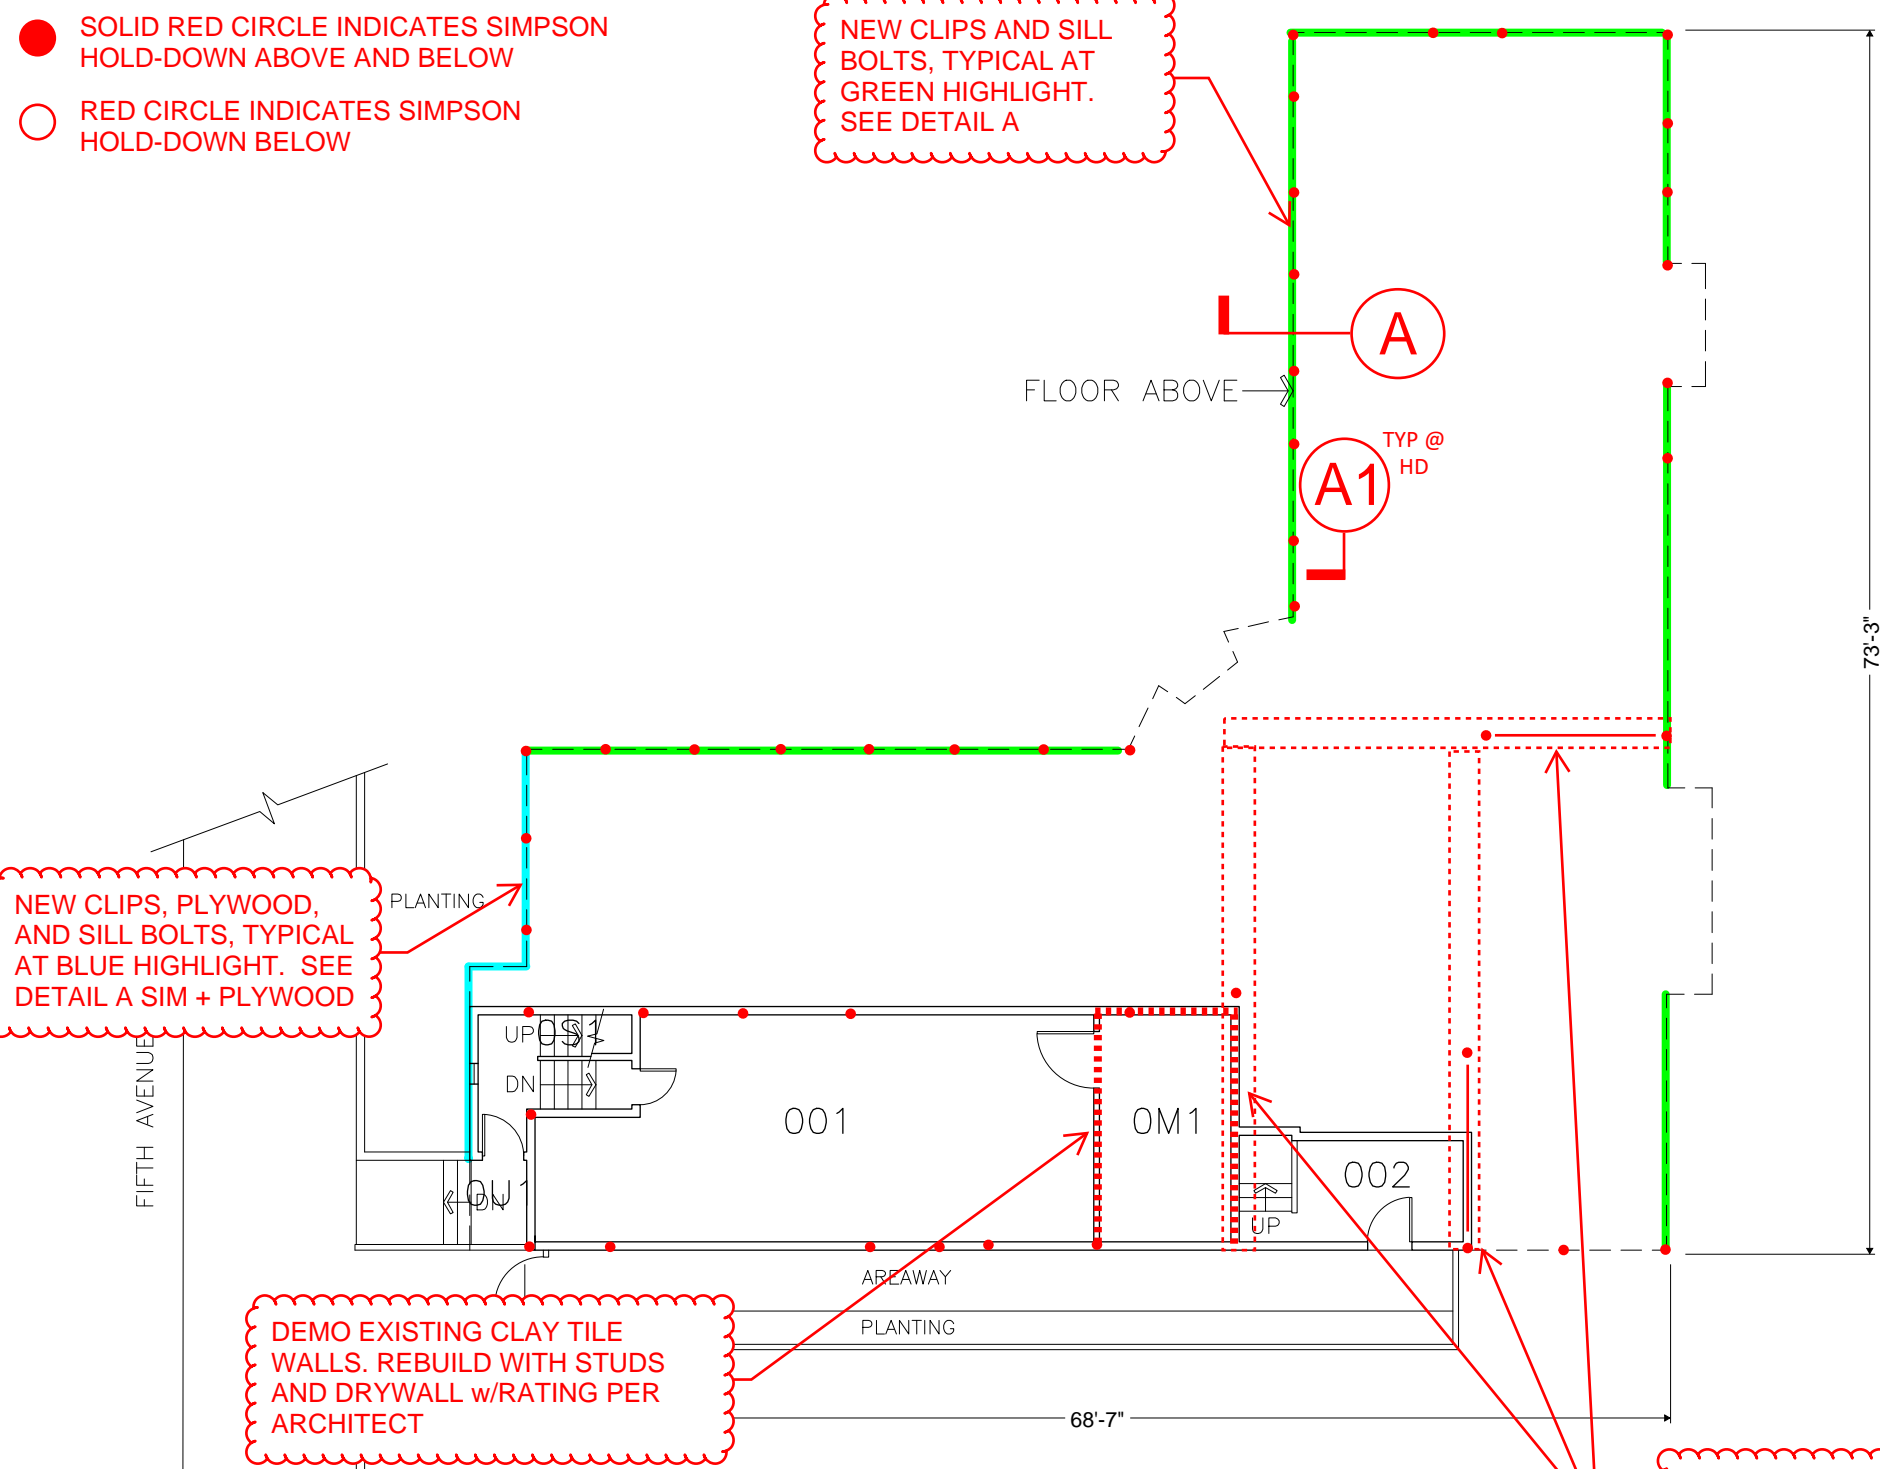 SOLID RED CIRCLE INDICATES SIMPSON
HOLD-DOWN ABOVE AND BELOW
RED CIRCLE INDICATES SIMPSON
HOLD-DOWN BELOW
NEW CLIPS AND SILL
BOLTS, TYPICAL AT
GREEN HIGHLIGHT.
SEE DETAIL A
A
FLOOR ABOVE
A1
TYP @
HD
73'-3"
NEW CLIPS, PLYWOOD,
AND SILL BOLTS, TYPICAL
AT BLUE HIGHLIGHT. SEE
DETAIL A SIM + PLYWOOD
PLANTING
FIFTH AVENUE
UP
0S1
DN
001
0M1
002
0U1
DN
UP
AREAWAY
PLANTING
DEMO EXISTING CLAY TILE
WALLS. REBUILD WITH STUDS
AND DRYWALL w/RATING PER
ARCHITECT
68'-7"